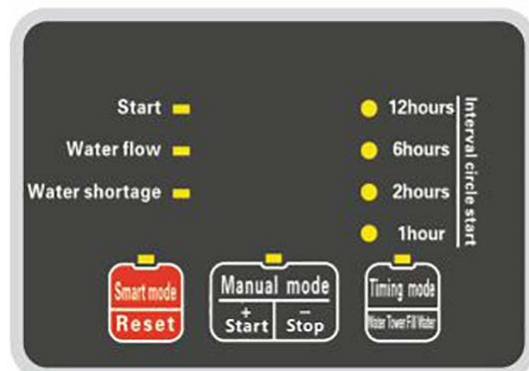 Start
Water flow
Water shortage
12hours
6hours
2hours
1hour
Interval circle start
Smart mode
Reset
Manual mode
+ −
Start Stop
Timing mode
Water Tower Fill Water